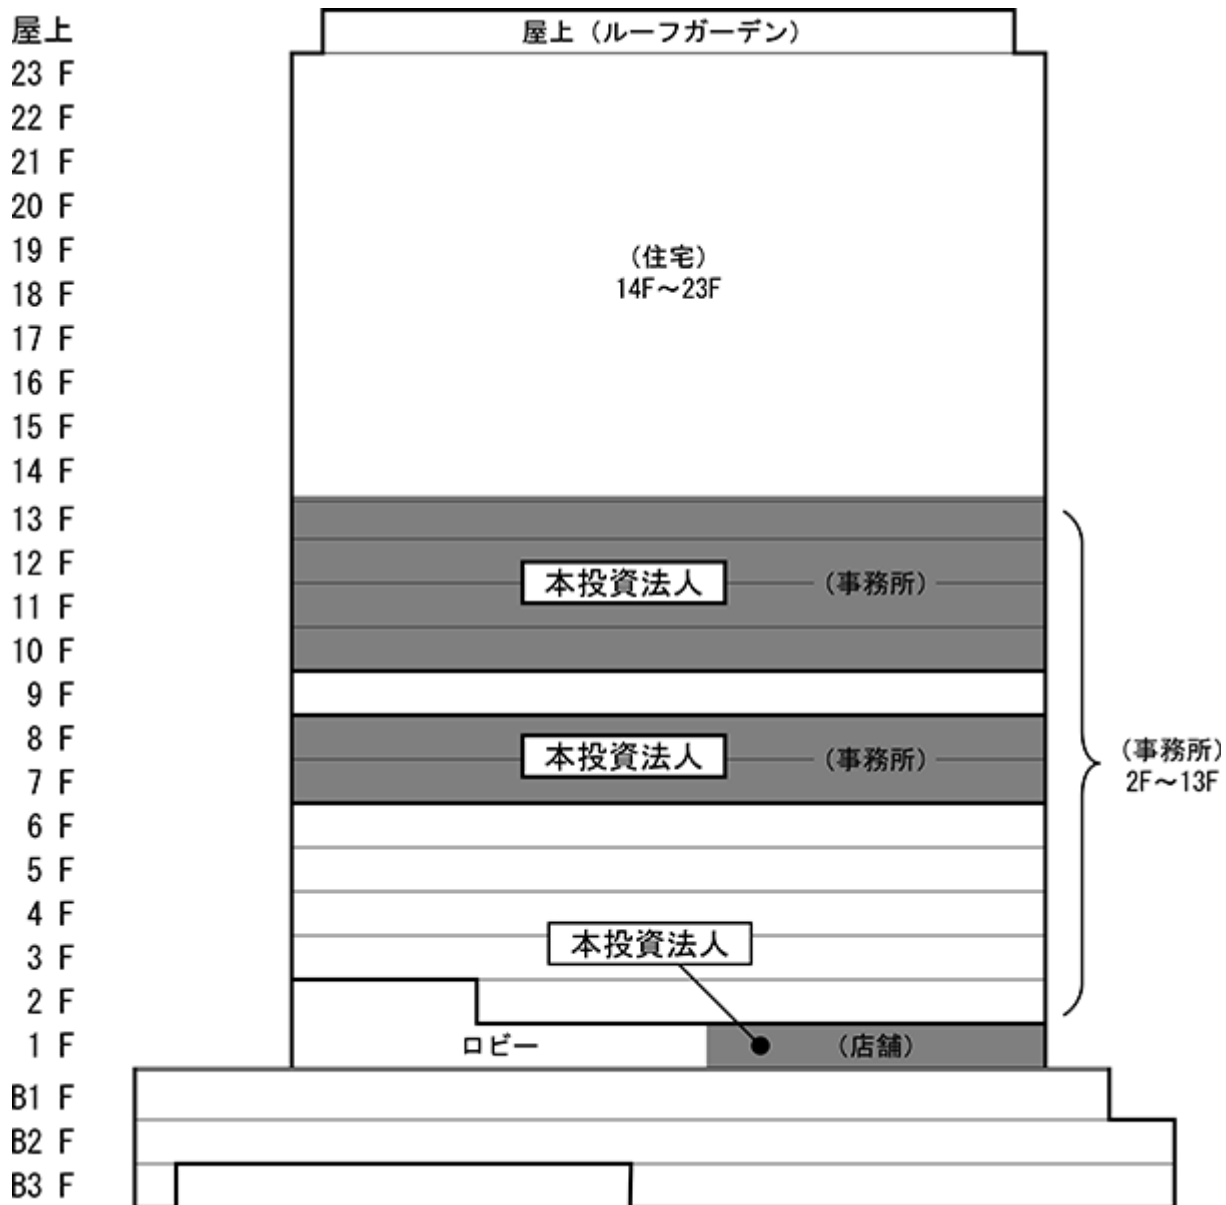 屋上
屋上（ルーフガーデン）
23 F
22 F
21 F
20 F
19 F
（住宅）
18 F
14F～23F
17 F
16 F
15 F
14 F
13 F
12 F
本投資法人
（事務所）
11 F
10 F
9 F
8 F
本投資法人
（事務所）
（事務所）
2F～13F
7 F
6 F
5 F
4 F
本投資法人
3 F
2 F
1 F
ロビー
（店舗）
B1 F
B2 F
B3 F